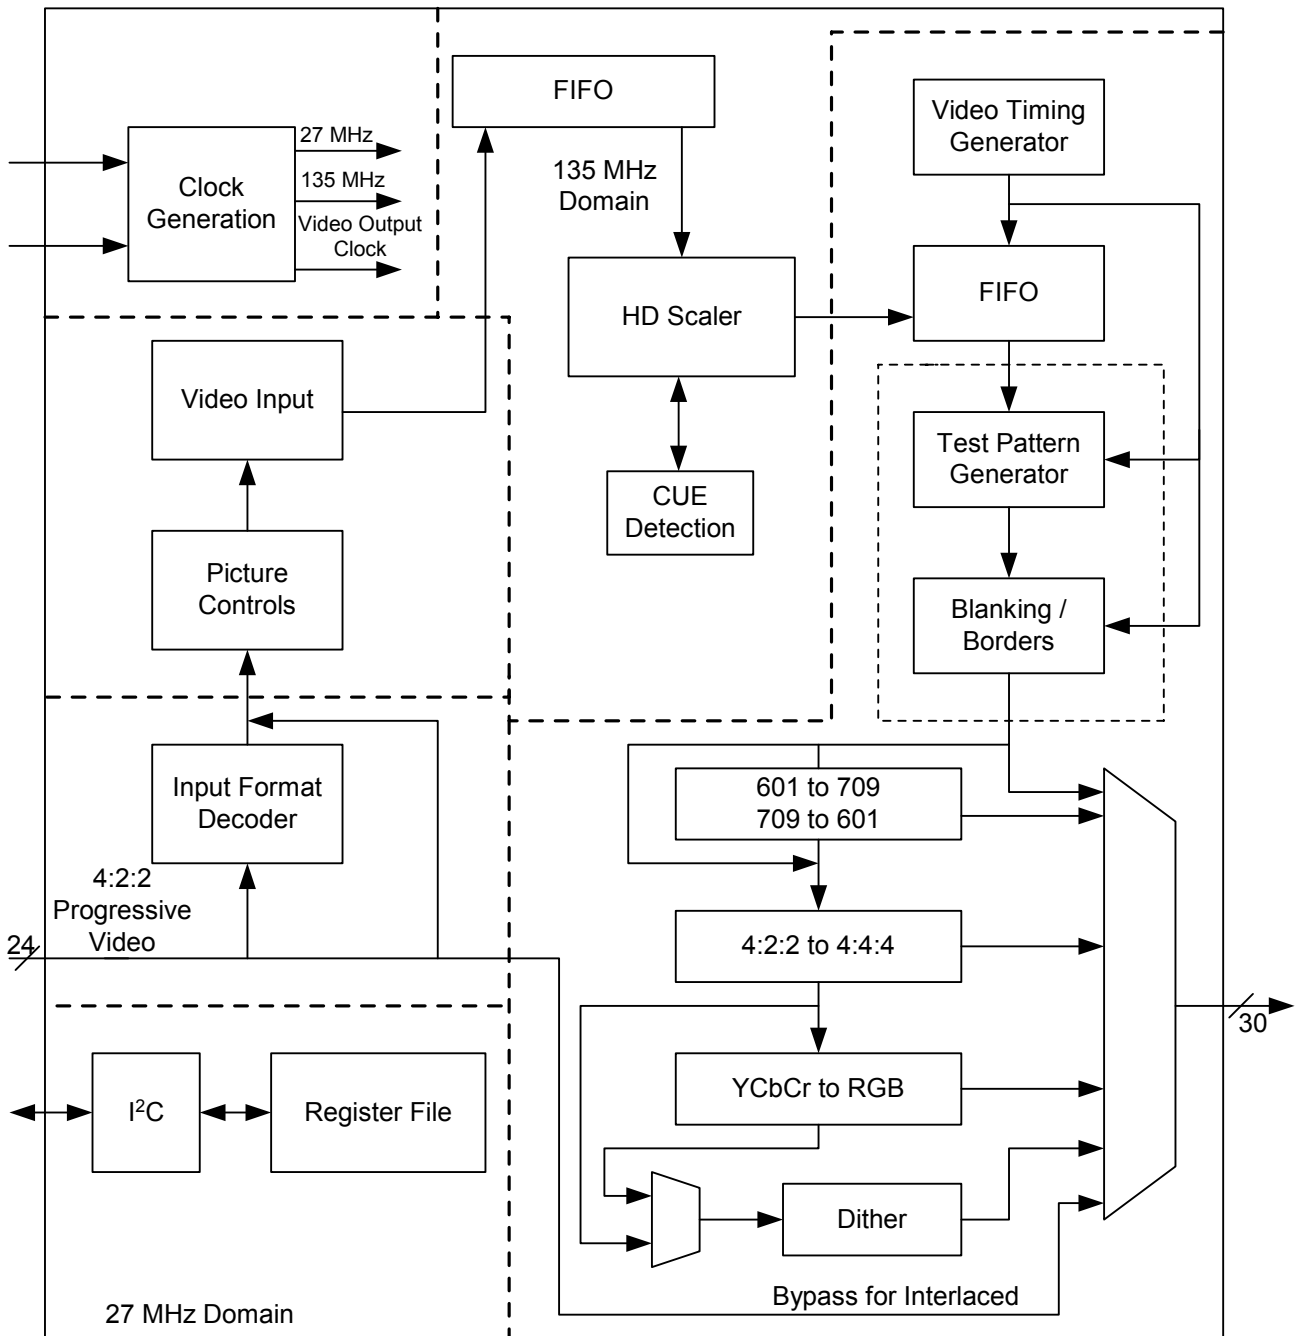 FIFO
Video Timing
Generator
27 MHz
135 MHz
Video Output
Clock
Clock
Generation
135 MHz
Domain
FIFO
HD Scaler
Video Input
Test Pattern
Generator
CUE
Detection
Picture
Controls
Blanking /
Borders
Input Format
Decoder
601 to 709
709 to 601
4:2:2
Progressive
Video
24
4:2:2 to 4:4:4
30
I²C
Register File
YCbCr to RGB
Dither
Bypass for Interlaced
27 MHz Domain